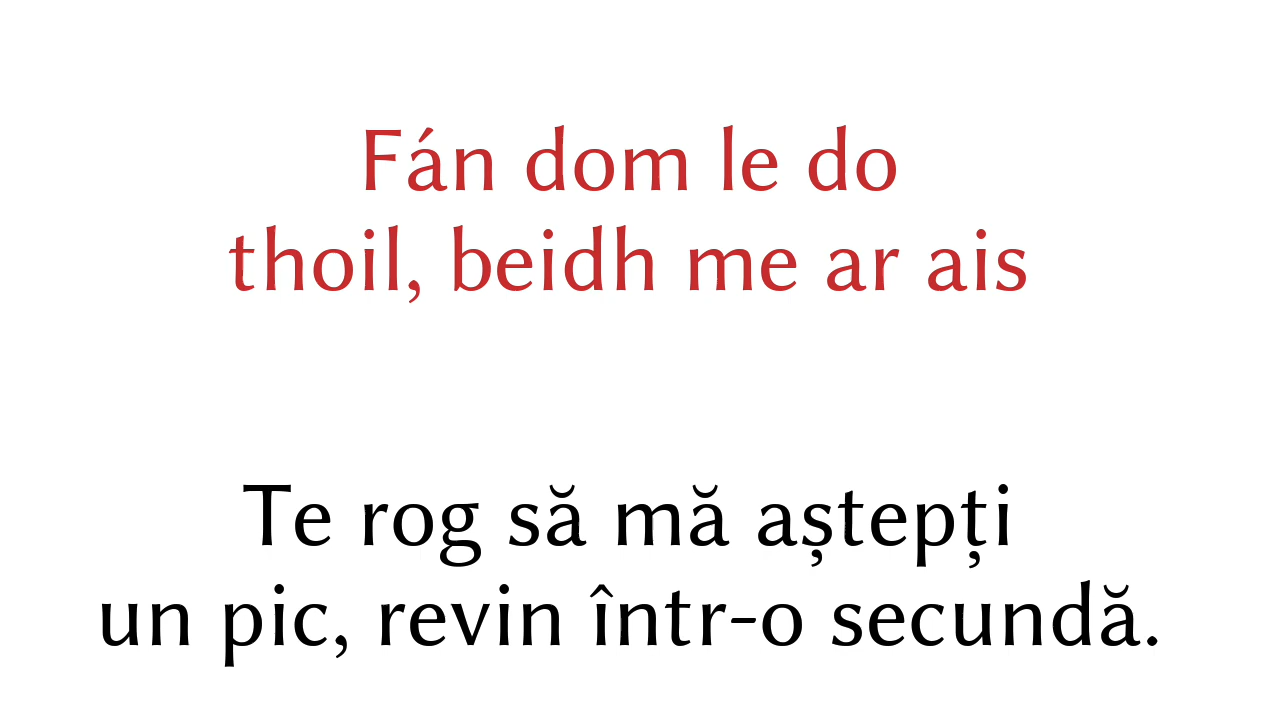 Fán dom le do
thoil, beidh me ar ais
Te rog să mă aștepți
un pic, revin într-o secundă.